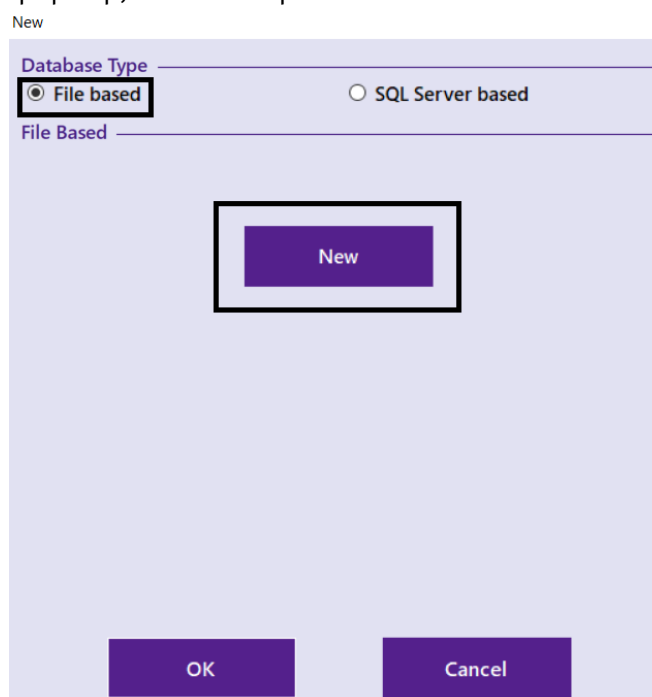 New
Database Type
File based
SQL Server based
File Based
New
OK
Cancel